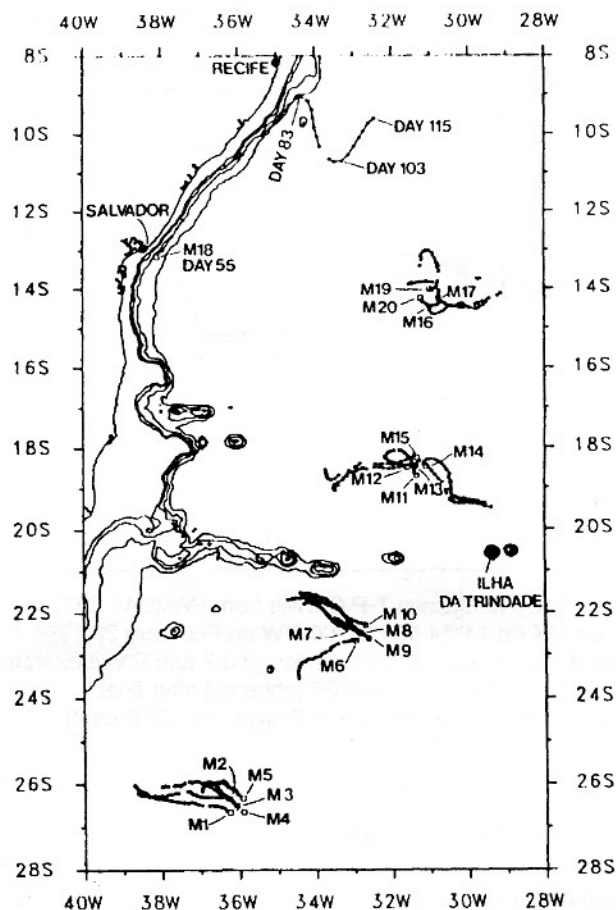 40W 38W 36W 34W 32W 30W 28W
8S 8S
RECIFE
10S 10S
DAY 83
DAY 115
DAY 103
12S 12S
SALVADOR
M18
DAY 55
14S 14S
M19
M17
M20
M16
16S 16S
18S 18S
M15
M14
M12
M13
M11
20S 20S
ILHA
DA TRINDADE
22S 22S
M10
M7
M8
M9
M6
24S 24S
26S 26S
M2
M5
M3
M1
M4
28S 28S
40W 38W 36W 34W 32W 30W 28W